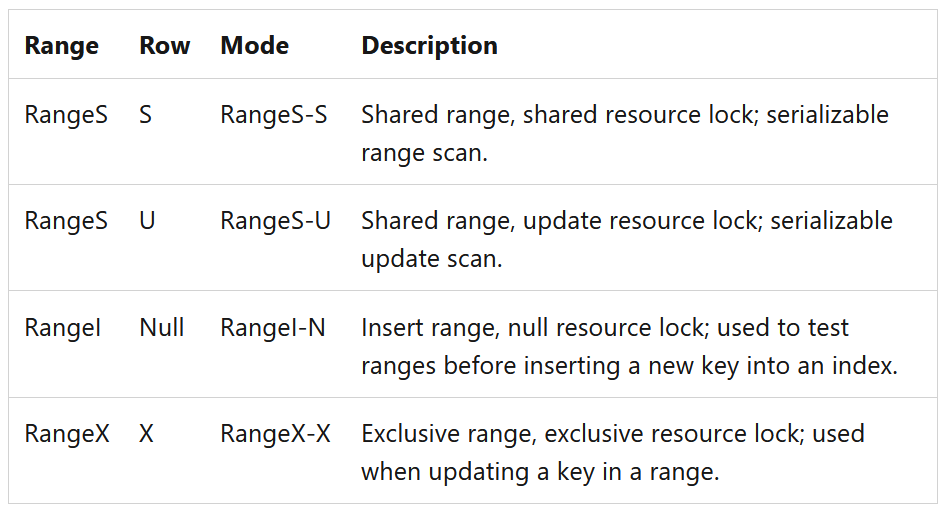 Range Row Mode Description
RangeS S RangeS-S Shared range, shared resource lock; serializable
range scan.
RangeS U RangeS-U Shared range, update resource lock; serializable
update scan.
RangeI Null RangeI-N Insert range, null resource lock; used to test
ranges before inserting a new key into an index.
RangeX X RangeX-X Exclusive range, exclusive resource lock; used
when updating a key in a range.